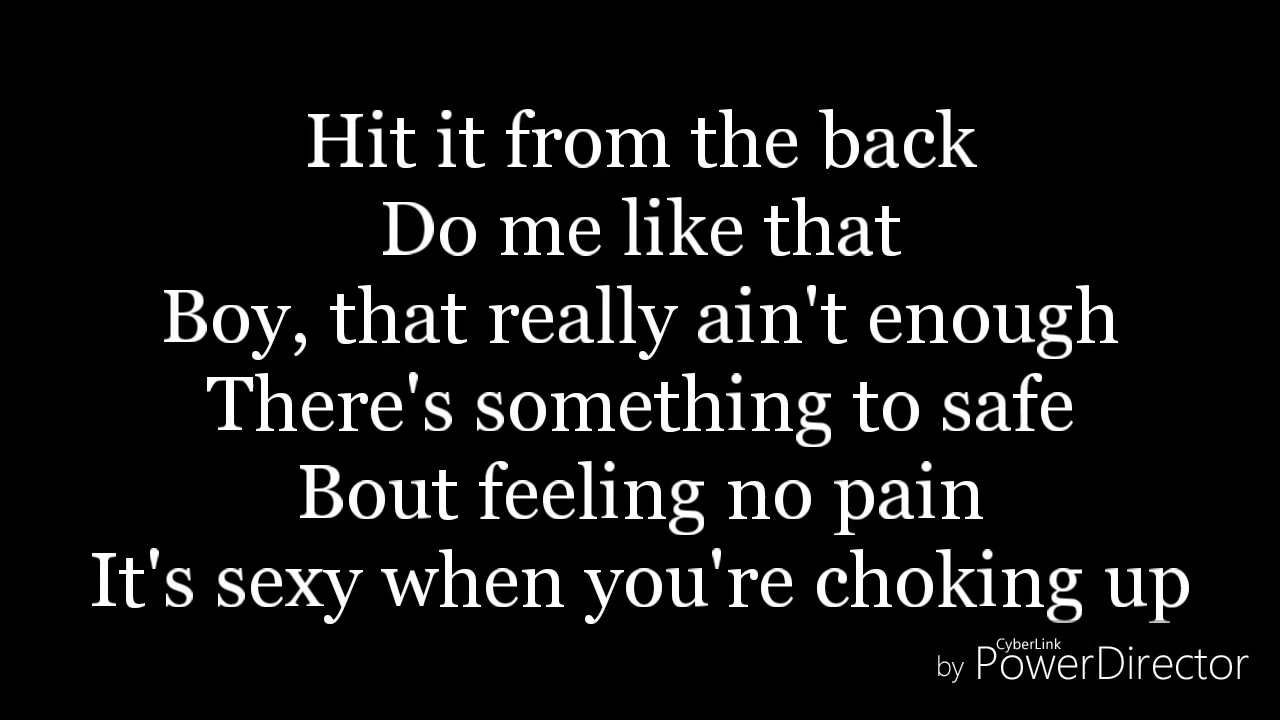 Hit it from the back
Do me like that
Boy, that really ain't enough
There's something to safe
Bout feeling no pain
It's sexy when you're choking up
CyberLink
by PowerDirector